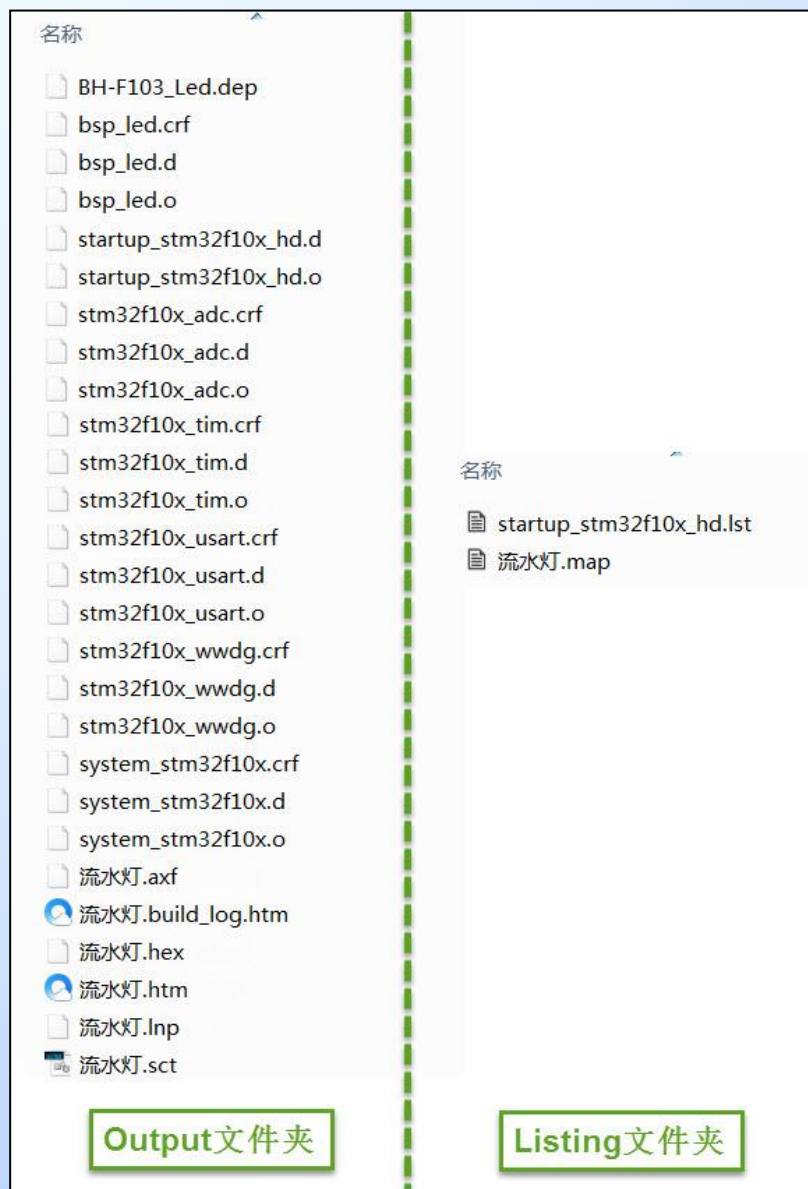 名称
BH-F103_Led.dep
bsp_led.crf
bsp_led.d
bsp_led.o
startup_stm32f10x_hd.d
startup_stm32f10x_hd.o
stm32f10x_adc.crf
stm32f10x_adc.d
stm32f10x_adc.o
stm32f10x_tim.crf
stm32f10x_tim.d
stm32f10x_tim.o
stm32f10x_usart.crf
stm32f10x_usart.d
stm32f10x_usart.o
stm32f10x_wwdg.crf
stm32f10x_wwdg.d
stm32f10x_wwdg.o
system_stm32f10x.crf
system_stm32f10x.d
system_stm32f10x.o
流水灯.axf
流水灯.build_log.htm
流水灯.hex
流水灯.htm
流水灯.lnp
流水灯.sct
Output文件夹
名称
startup_stm32f10x_hd.lst
流水灯.map
Listing文件夹